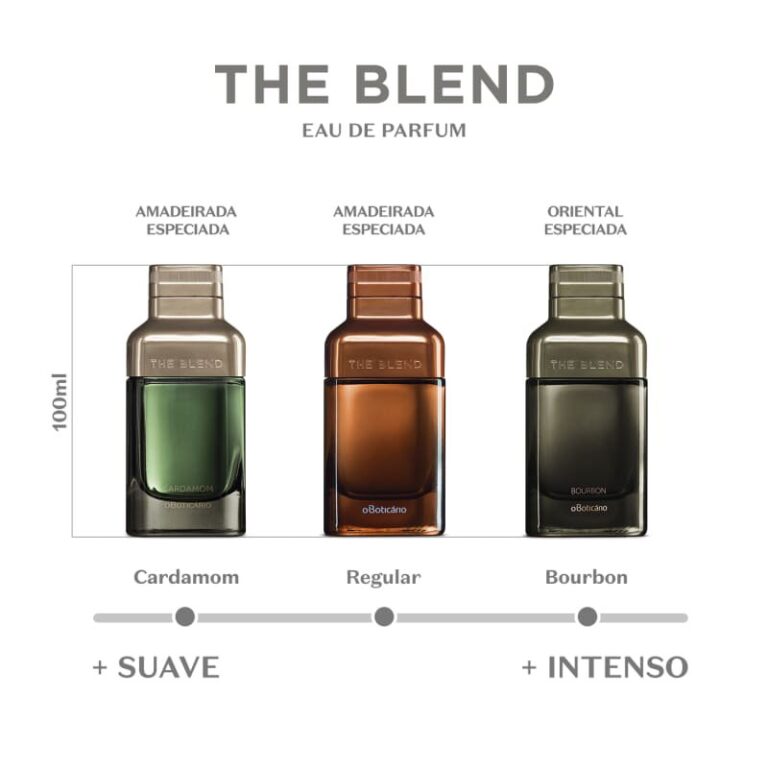 THE BLEND
EAU DE PARFUM
AMADEIRADA
ESPECIADA
AMADEIRADA
ESPECIADA
ORIENTAL
ESPECIADA
100ml
THE BLEND
THE BLEND
THE BLEND
CARDAMOM
oBOTICÁRIO
oBoticário
BOURBON
oBoticário
Cardamom
Regular
Bourbon
+ SUAVE
+ INTENSO